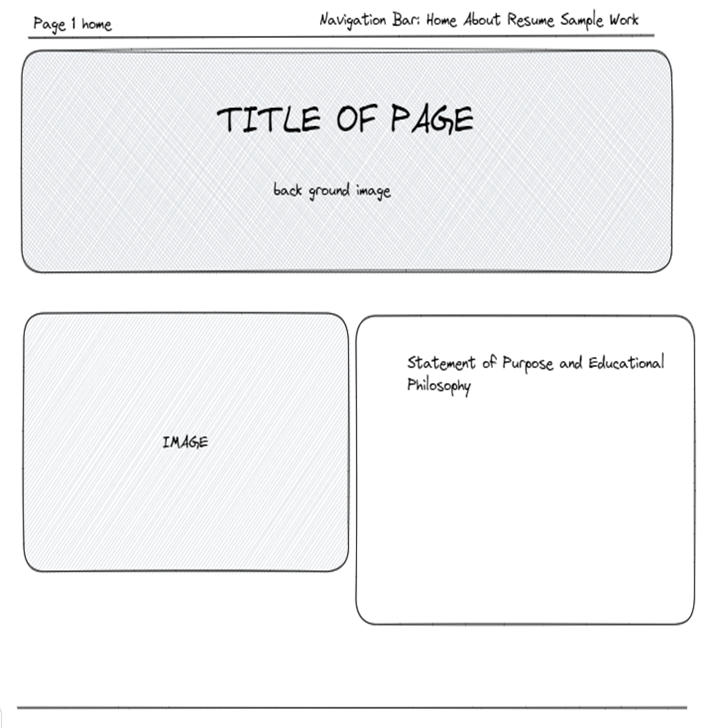 Page 1 home
Navigation Bar: Home About Resume Sample Work
TITLE OF PAGE
back ground image
IMAGE
Statement of Purpose and Educational
Philosophy